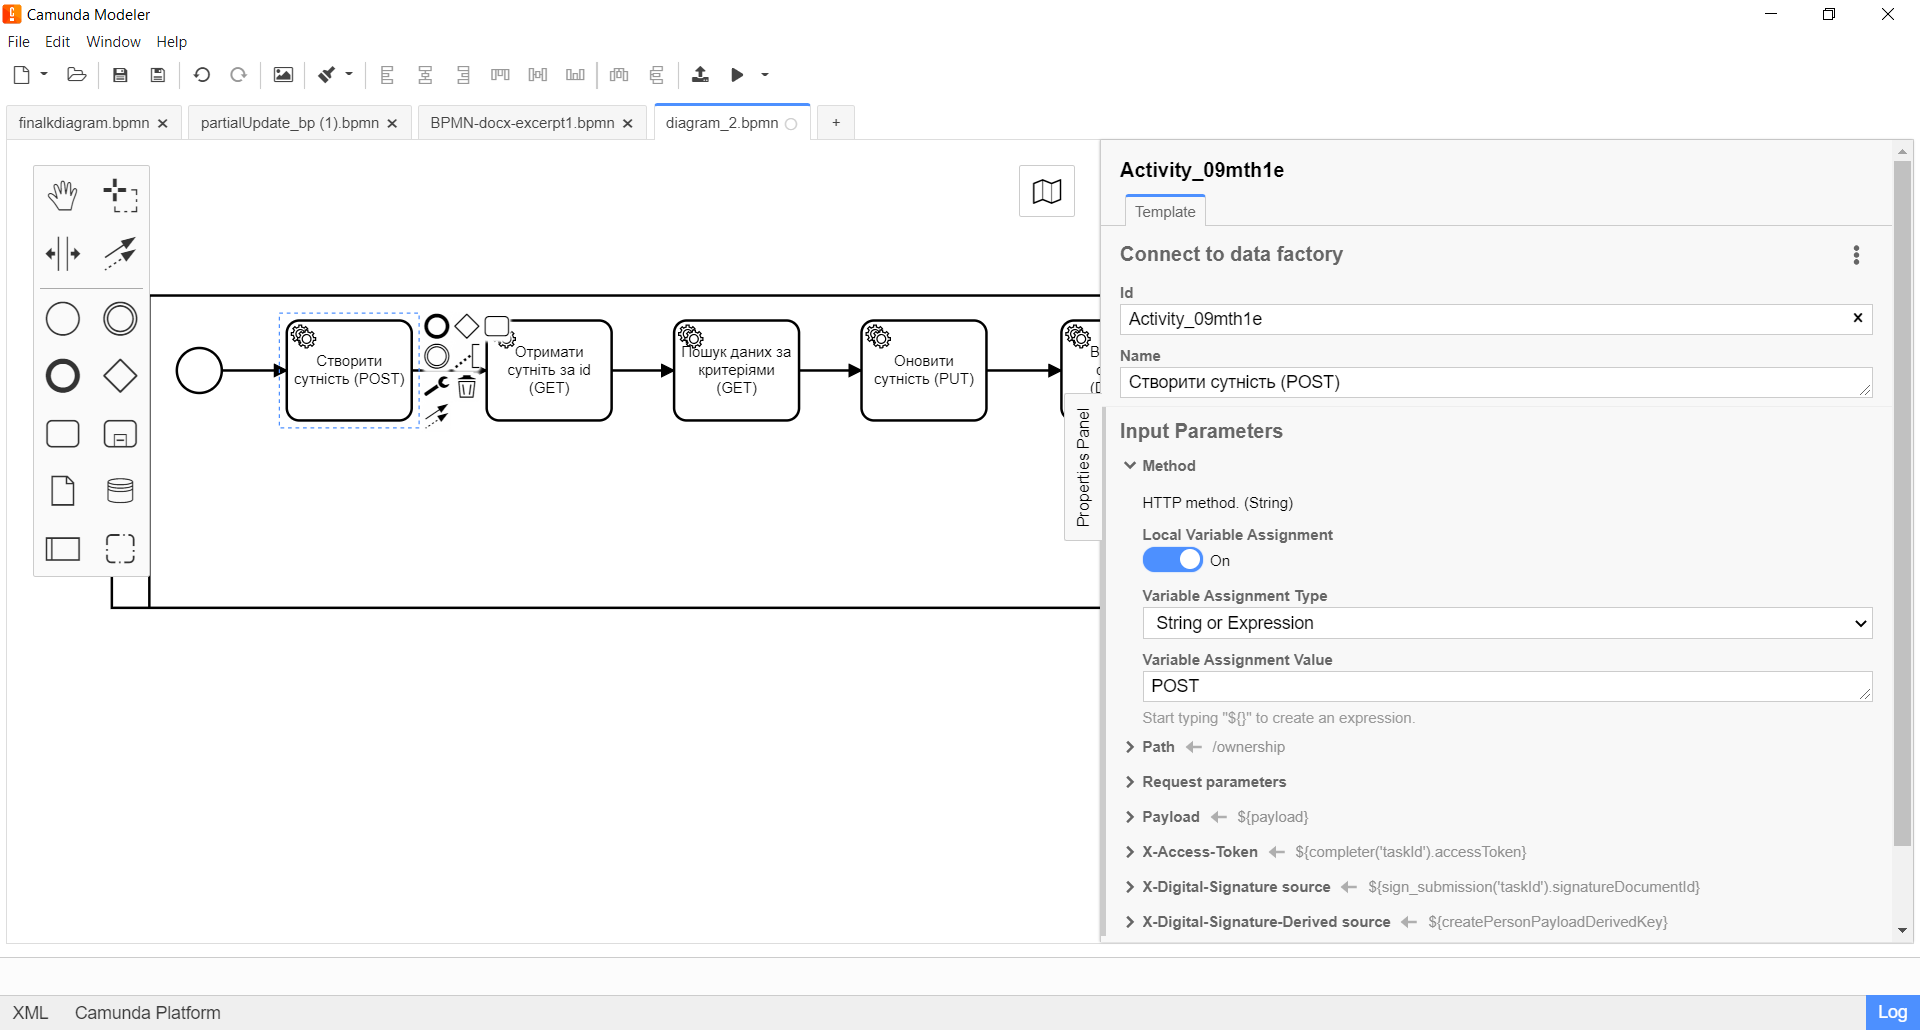 Camunda Modeler
File Edit Window Help
finalkdiagram.bpmn
partialUpdate_bp (1).bpmn
BPMN-docx-excerpt1.bpmn
diagram_2.bpmn
+
Створити
сутність (POST)
Отримати
сутніть за id
(GET)
Пошук даних за
критеріями
(GET)
Оновити
сутність (PUT)
Properties Panel
Activity_09mth1e
Template
Connect to data factory
Id
Activity_09mth1e
Name
Створити сутність (POST)
Input Parameters
Method
HTTP method. (String)
Local Variable Assignment
On
Variable Assignment Type
String or Expression
Variable Assignment Value
POST
Start typing "${}" to create an expression.
Path ← /ownership
Request parameters
Payload ← ${payload}
X-Access-Token ← ${completer('taskId').accessToken}
X-Digital-Signature source ← ${sign_submission('taskId').signatureDocumentId}
X-Digital-Signature-Derived source ← ${createPersonPayloadDerivedKey}
XML Camunda Platform
Log